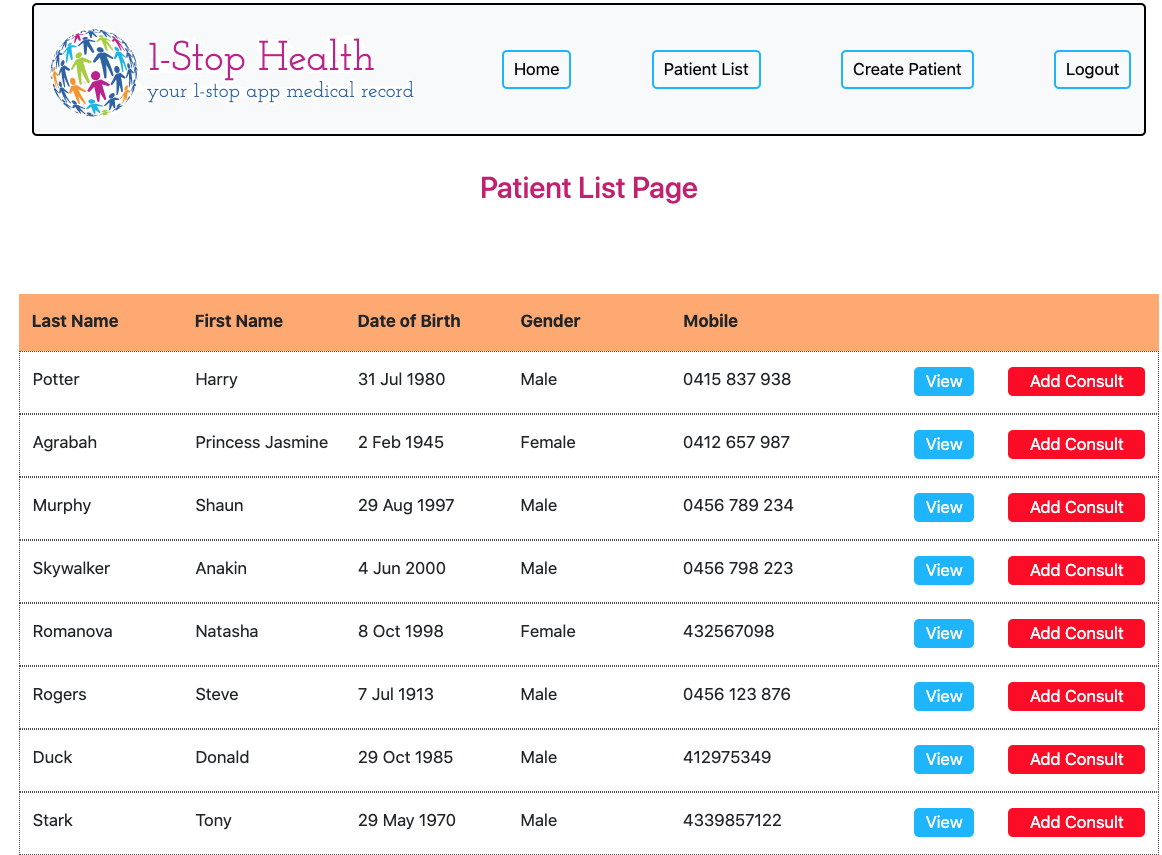 1-Stop Health
your 1-stop app medical record
Home Patient List Create Patient Logout
Patient List Page
Last Name First Name Date of Birth Gender Mobile
Potter Harry 31 Jul 1980 Male 0415 837 938 View Add Consult
Agrabah Princess Jasmine 2 Feb 1945 Female 0412 657 987 View Add Consult
Murphy Shaun 29 Aug 1997 Male 0456 789 234 View Add Consult
Skywalker Anakin 4 Jun 2000 Male 0456 798 223 View Add Consult
Romanova Natasha 8 Oct 1998 Female 432567098 View Add Consult
Rogers Steve 7 Jul 1913 Male 0456 123 876 View Add Consult
Duck Donald 29 Oct 1985 Male 412975349 View Add Consult
Stark Tony 29 May 1970 Male 4339857122 View Add Consult